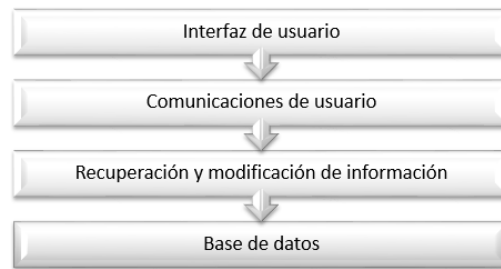 Interfaz de usuario
Comunicaciones de usuario
Recuperación y modificación de información
Base de datos